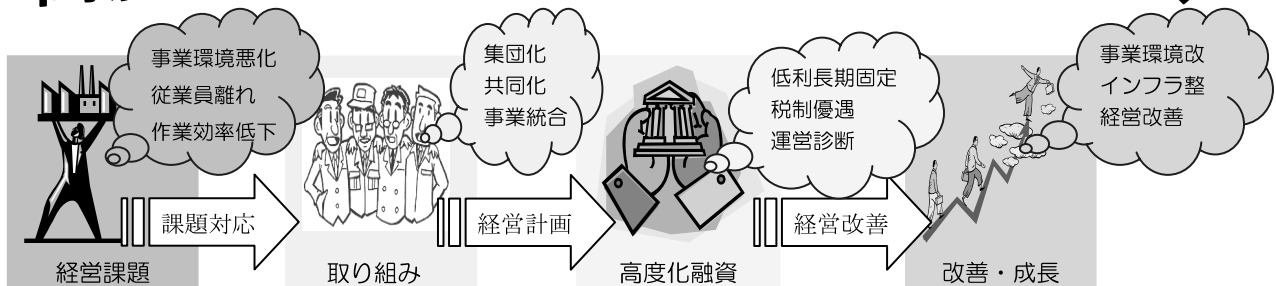 事業環境悪化
従業員離れ
作業効率低下
集団化
共同化
事業統合
低利長期固定
税制優遇
運営診断
事業環境改
インフラ整
経営改善
課題対応
経営計画
経営改善
経営課題
取り組み
高度化融資
改善・成長